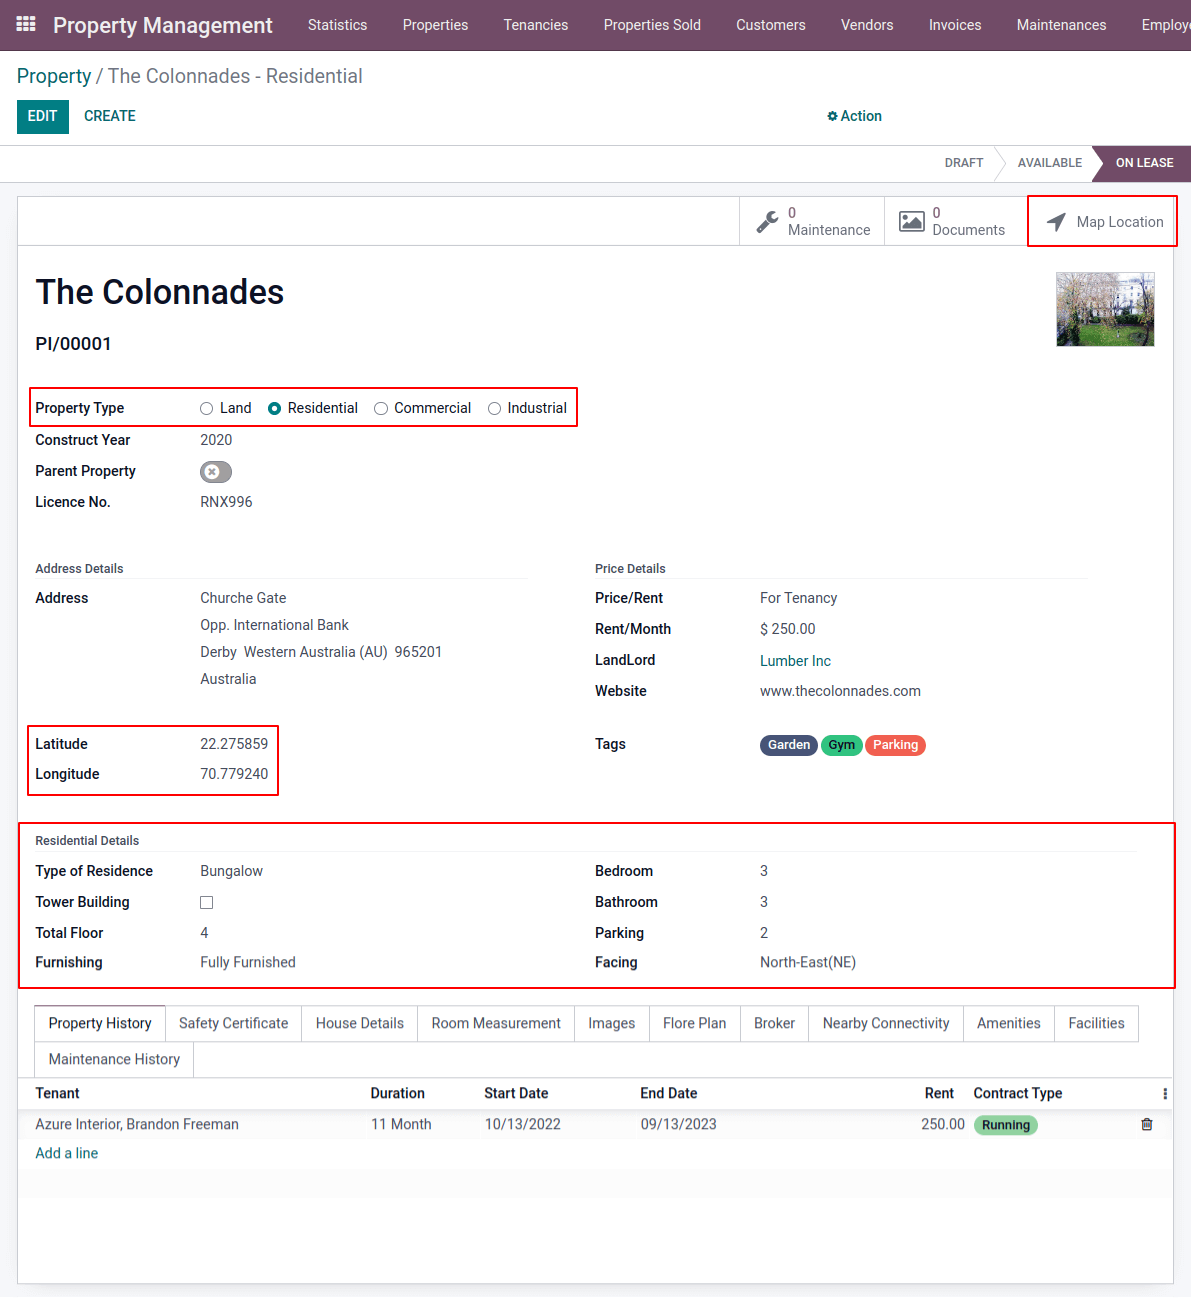 Property Management Statistics Properties Tenancies Properties Sold Customers Vendors Invoices Maintenances Employ
Property / The Colonnades - Residential
EDIT CREATE Action
DRAFT AVAILABLE ON LEASE
0 Maintenance 0 Documents Map Location
The Colonnades
PI/00001
Property Type Land Residential Commercial Industrial
Construct Year 2020
Parent Property
Licence No. RNX996
Address Details Price Details
Address Churche Gate Price/Rent For Tenancy
Opp. International Bank Rent/Month $ 250.00
Derby Western Australia (AU) 965201 LandLord Lumber Inc
Australia Website www.thecolonnades.com
Latitude 22.275859 Tags Garden Gym Parking
Longitude 70.779240
Residential Details
Type of Residence Bungalow Bedroom 3
Tower Building Bathroom 3
Total Floor 4 Parking 2
Furnishing Fully Furnished Facing North-East(NE)
Property History Safety Certificate House Details Room Measurement Images Flore Plan Broker Nearby Connectivity Amenities Facilities
Maintenance History
Tenant Duration Start Date End Date Rent Contract Type
Azure Interior, Brandon Freeman 11 Month 10/13/2022 09/13/2023 250.00 Running
Add a line